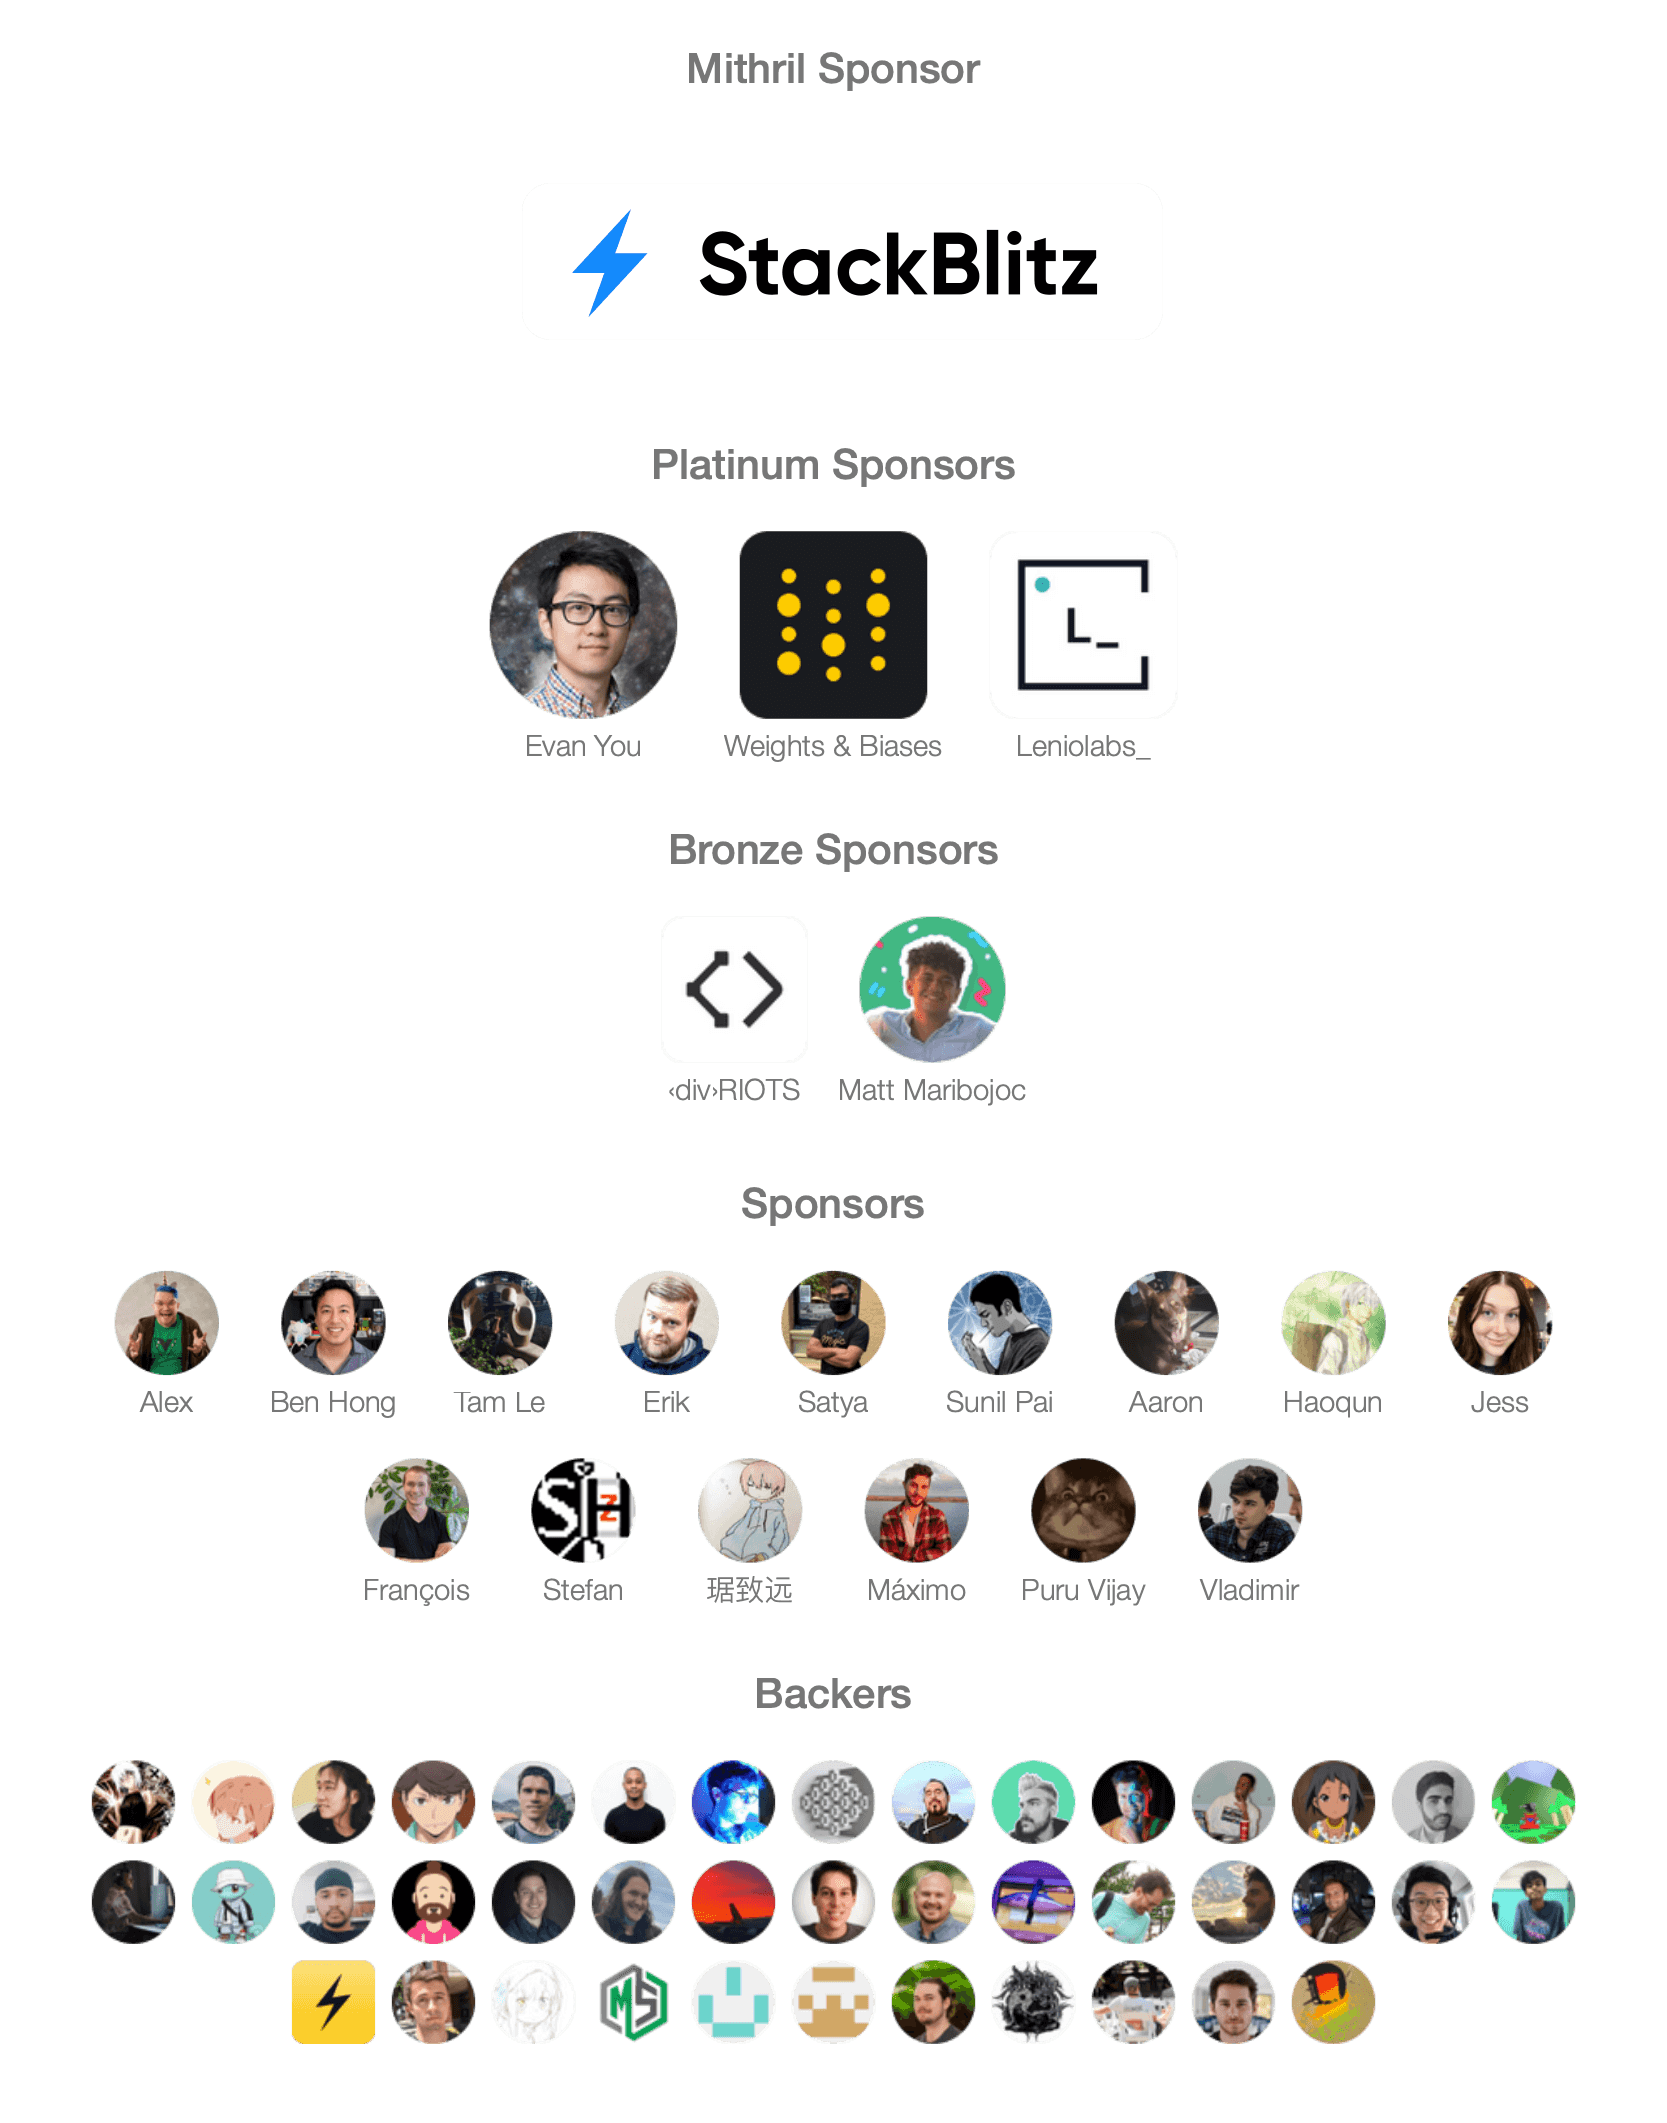 Mithril Sponsor
StackBlitz
Platinum Sponsors
L_
Evan You
Weights & Biases
Leniolabs_
Bronze Sponsors
‹div›RIOTS
Matt Maribojoc
Sponsors
Alex
Ben Hong
Tam Le
Erik
Satya
Sunil Pai
Aaron
Haoqun
Jess
François
Stefan
琚致远
Máximo
Puru Vijay
Vladimir
Backers
MS